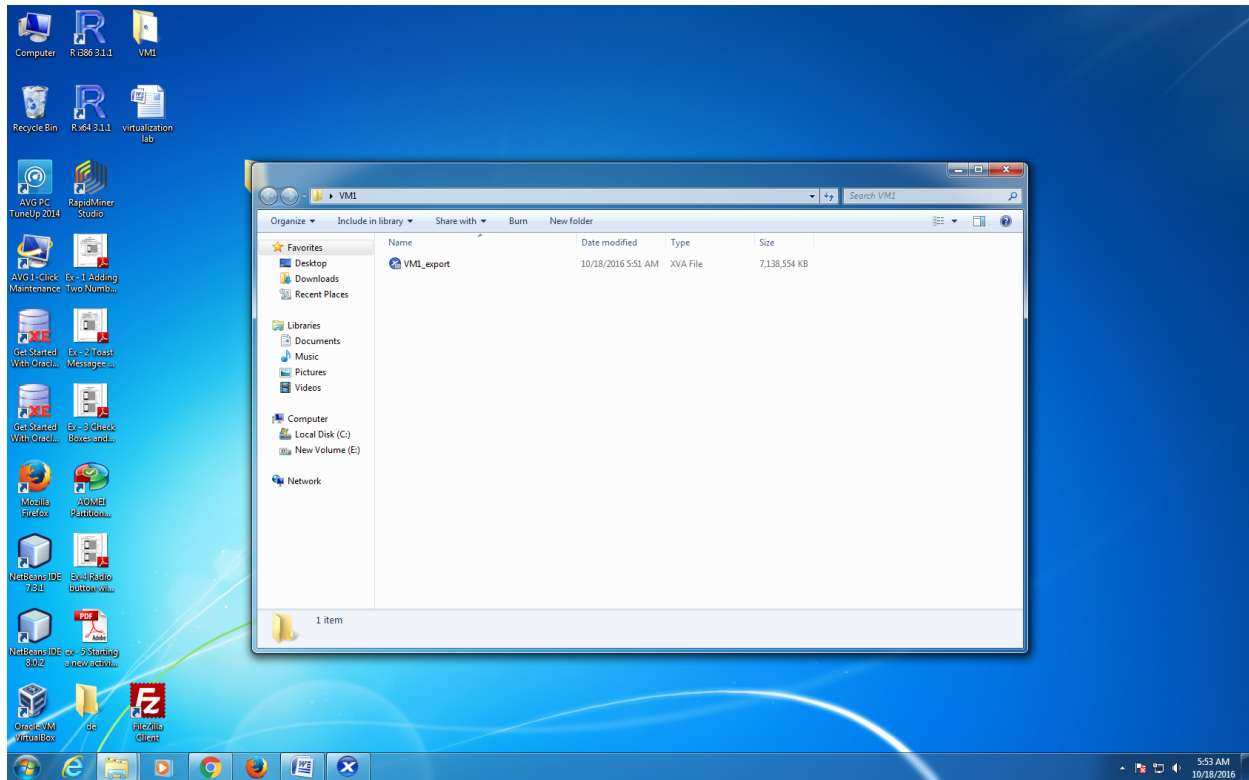 Computer
R i386 3.1.1
VM1
Recycle Bin
R x64 3.1.1
virtualization
lab
AVG PC
TuneUp 2014
RapidMiner
Studio
AVG 1-Click
Maintenance
Ex - 1 Adding
Two Numb...
Get Started
With Oracl...
Ex - 2 Toast
Messagee ...
Get Started
With Oracl...
Ex - 3 Check
Boxes and...
Mozilla
Firefox
AOMEI
Partition...
NetBeans IDE
7.3.1
Ex-4 Radio
button wi...
NetBeans IDE
8.0.2
ex - 5 Starting
a new activi...
Oracle VM
VirtualBox
de
FileZilla
Client
XE
XE
PDF
Adobe
Fz
VM1
Search VM1
Organize
Include in library
Share with
Burn
New folder
Favorites
Desktop
Downloads
Recent Places
Libraries
Documents
Music
Pictures
Videos
Computer
Local Disk (C:)
New Volume (E:)
Network
Name Date modified Type Size
VM1_export 10/18/2016 5:51 AM XVA File 7,138,554 KB
1 item
5:53 AM
10/18/2016